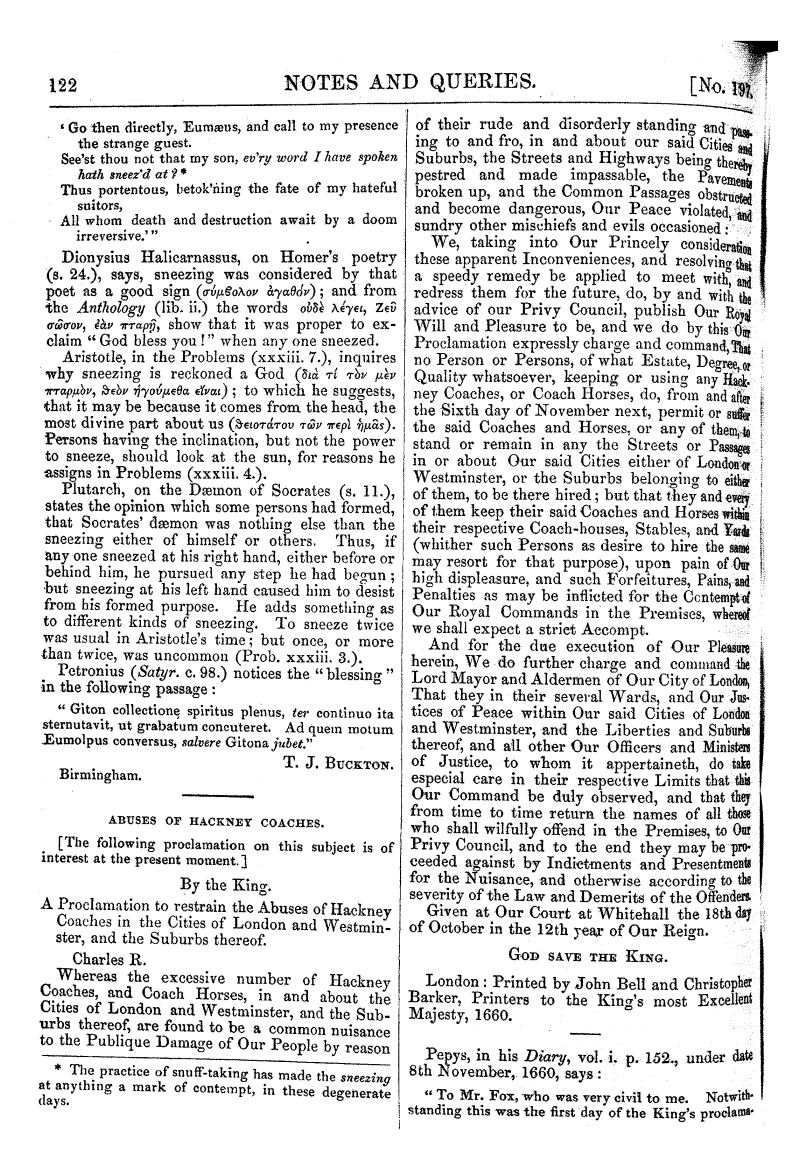 122 NOTES AND QUERIES. [No. 197.
‘ Go then directly, Eumæus, and call to my presence
the strange guest.
See'st thou not that my son, ev'ry word I have spoken
hath sneez'd at ? *
Thus portentous, betok'ning the fate of my hateful
suitors,
All whom death and destruction await by a doom
irreversive.’ ”
Dionysius Halicarnassus, on Homer's poetry
(s. 24.), says, sneezing was considered by that
poet as a good sign (σύμϐολον ἀγαθόν); and from
the Anthology (lib. ii.) the words οὐδὲ λέγει, Ζεῦ
σῶσον, ἐὰν πταρῇ, show that it was proper to ex-
claim “ God bless you ! ” when any one sneezed.
Aristotle, in the Problems (xxxiii. 7.), inquires
why sneezing is reckoned a God (διὰ τί τὸν μὲν
πταρμὸν, ϑεὸν ἡγούμεθα εἶναι) ; to which he suggests,
that it may be because it comes from the head, the
most divine part about us (ϑειοτάτου τῶν περὶ ἡμᾶς).
Persons having the inclination, but not the power
to sneeze, should look at the sun, for reasons he
assigns in Problems (xxxiii. 4.).
Plutarch, on the Dæmon of Socrates (s. 11.),
states the opinion which some persons had formed,
that Socrates' dæmon was nothing else than the
sneezing either of himself or others. Thus, if
any one sneezed at his right hand, either before or
behind him, he pursued any step he had begun ;
but sneezing at his left hand caused him to desist
from his formed purpose. He adds something as
to different kinds of sneezing. To sneeze twice
was usual in Aristotle's time ; but once, or more
than twice, was uncommon (Prob. xxxiii. 3.).
Petronius (Satyr. c. 98.) notices the “ blessing ”
in the following passage :
“ Giton collectione spiritus plenus, ter continuo ita
sternutavit, ut grabatum concuteret. Ad quem motum
Eumolpus conversus, salvere Gitona jubet.”
T. J. BUCKTON.
Birmingham.
ABUSES OF HACKNEY COACHES.
[The following proclamation on this subject is of
interest at the present moment.]
By the King.
A Proclamation to restrain the Abuses of Hackney
Coaches in the Cities of London and Westmin-
ster, and the Suburbs thereof.
Charles R.
Whereas the excessive number of Hackney
Coaches, and Coach Horses, in and about the
Cities of London and Westminster, and the Sub-
urbs thereof, are found to be a common nuisance
to the Publique Damage of Our People by reason
* The practice of snuff-taking has made the sneezing
at anything a mark of contempt, in these degenerate
days.
of their rude and disorderly standing and pass-
ing to and fro, in and about our said Cities and
Suburbs, the Streets and Highways being thereby
pestred and made impassable, the Pavements
broken up, and the Common Passages obstructed
and become dangerous, Our Peace violated, and
sundry other mischiefs and evils occasioned :
We, taking into Our Princely consideration
these apparent Inconveniences, and resolving that
a speedy remedy be applied to meet with, and
redress them for the future, do, by and with the
advice of our Privy Council, publish Our Royal
Will and Pleasure to be, and we do by this Our
Proclamation expressly charge and command, That
no Person or Persons, of what Estate, Degree, or
Quality whatsoever, keeping or using any Hack-
ney Coaches, or Coach Horses, do, from and after
the Sixth day of November next, permit or suffer
the said Coaches and Horses, or any of them, to
stand or remain in any the Streets or Passages
in or about Our said Cities either of London or
Westminster, or the Suburbs belonging to either
of them, to be there hired ; but that they and every
of them keep their said Coaches and Horses within
their respective Coach-houses, Stables, and Yards
(whither such Persons as desire to hire the same
may resort for that purpose), upon pain of Our
high displeasure, and such Forfeitures, Pains, and
Penalties as may be inflicted for the Contempt of
Our Royal Commands in the Premises, whereof
we shall expect a strict Accompt.
And for the due execution of Our Pleasure
herein, We do further charge and command the
Lord Mayor and Aldermen of Our City of London,
That they in their several Wards, and Our Jus-
tices of Peace within Our said Cities of London
and Westminster, and the Liberties and Suburbs
thereof, and all other Our Officers and Ministers
of Justice, to whom it appertaineth, do take
especial care in their respective Limits that this
Our Command be duly observed, and that they
from time to time return the names of all those
who shall wilfully offend in the Premises, to Our
Privy Council, and to the end they may be pro-
ceeded against by Indictments and Presentments
for the Nuisance, and otherwise according to the
severity of the Law and Demerits of the Offenders.
Given at Our Court at Whitehall the 18th day
of October in the 12th year of Our Reign.
GOD SAVE THE KING.
London : Printed by John Bell and Christopher
Barker, Printers to the King's most Excellent
Majesty, 1660.
Pepys, in his Diary, vol. i. p. 152., under date
8th November, 1660, says :
“ To Mr. Fox, who was very civil to me. Notwith-
standing this was the first day of the King's proclama-